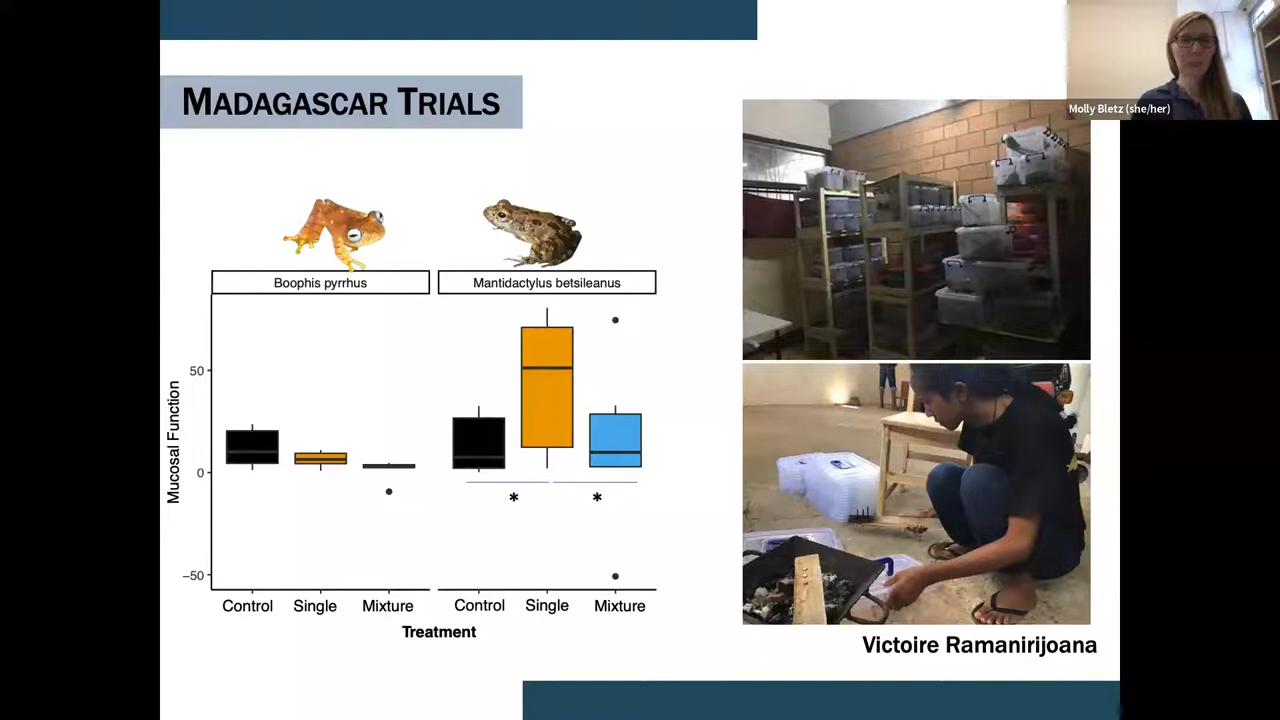 MADAGASCAR TRIALS
Molly Bletz (she/her)
Boophis pyrrhus
Mantidactylus betsileanus
Mucosal Function
50
0
−50
*
*
Control
Single
Mixture
Control
Single
Mixture
Treatment
Victoire Ramanirijoana